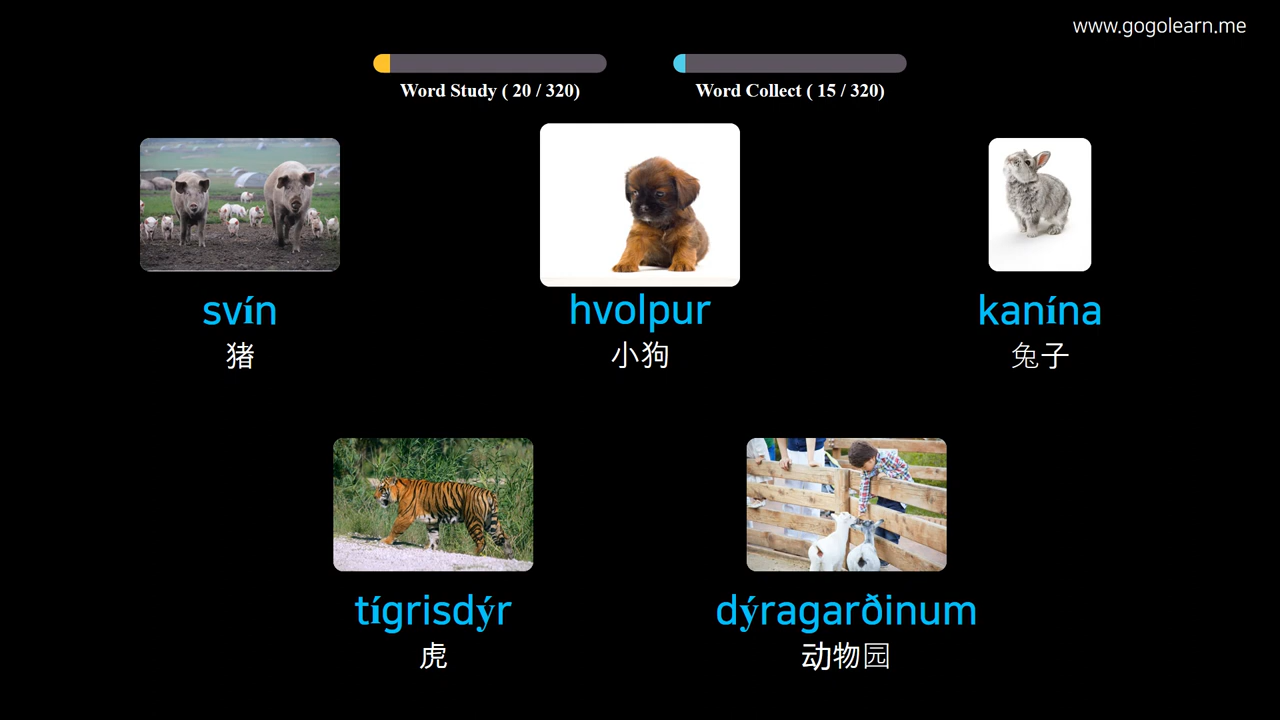 www.gogolearn.me
Word Study ( 20 / 320)
Word Collect ( 15 / 320)
svín
猪
hvolpur
小狗
kanína
兔子
tígrisdýr
虎
dýragarðinum
动物园